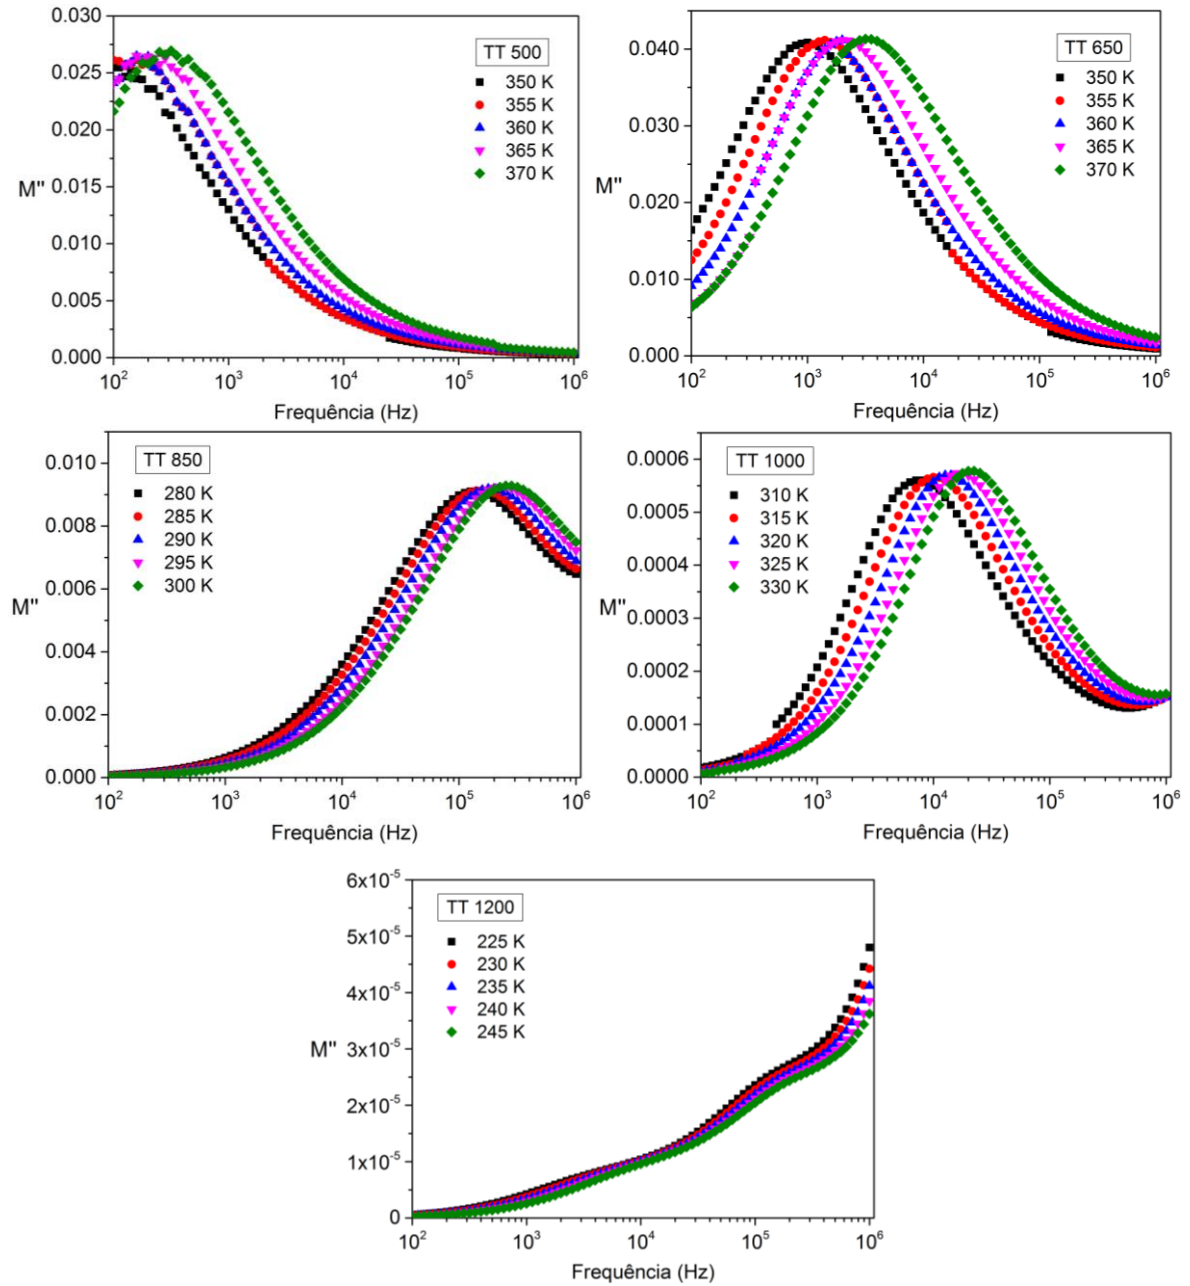 TT 500
350 K
355 K
360 K
365 K
370 K
M''
0.030
0.025
0.020
0.015
0.010
0.005
0.000
10² 10³ 10⁴ 10⁵ 10⁶
Frequência (Hz)
TT 650
350 K
355 K
360 K
365 K
370 K
M''
0.040
0.030
0.020
0.010
0.000
10² 10³ 10⁴ 10⁵ 10⁶
Frequência (Hz)
TT 850
280 K
285 K
290 K
295 K
300 K
M''
0.010
0.008
0.006
0.004
0.002
0.000
10² 10³ 10⁴ 10⁵ 10⁶
Frequência (Hz)
TT 1000
310 K
315 K
320 K
325 K
330 K
M''
0.0006
0.0005
0.0004
0.0003
0.0002
0.0001
0.0000
10² 10³ 10⁴ 10⁵ 10⁶
Frequência (Hz)
TT 1200
225 K
230 K
235 K
240 K
245 K
M''
6x10⁻⁵
5x10⁻⁵
4x10⁻⁵
3x10⁻⁵
2x10⁻⁵
1x10⁻⁵
0
10² 10³ 10⁴ 10⁵ 10⁶
Frequência (Hz)